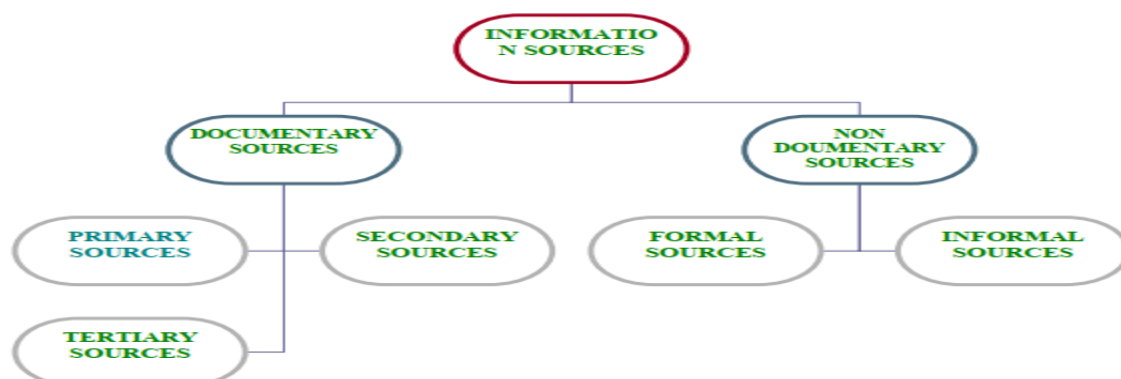 INFORMATIO
N SOURCES
DOCUMENTARY
SOURCES
NON
DOUMENTARY
SOURCES
PRIMARY
SOURCES
SECONDARY
SOURCES
FORMAL
SOURCES
INFORMAL
SOURCES
TERTIARY
SOURCES